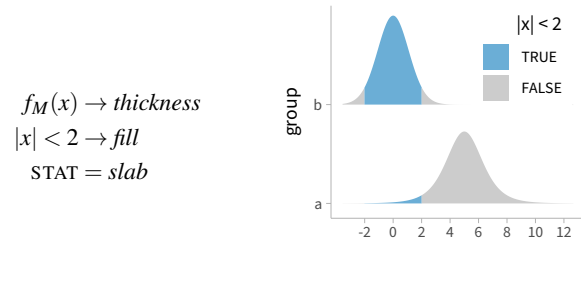 f_M(x) → thickness
|x| < 2 → fill
STAT = slab
|x| < 2
TRUE
FALSE
group
b
a
-2 0 2 4 6 8 10 12